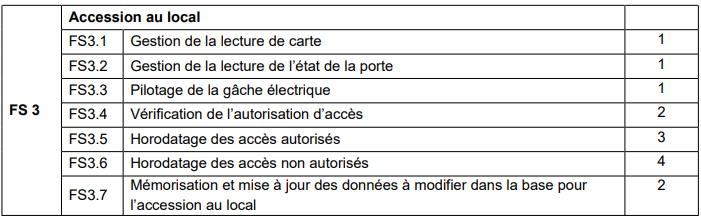 Accession au local
FS3.1 Gestion de la lecture de carte 1
FS3.2 Gestion de la lecture de l'état de la porte 1
FS3.3 Pilotage de la gâche électrique 1
FS 3
FS3.4 Vérification de l'autorisation d'accès 2
FS3.5 Horodatage des accès autorisés 3
FS3.6 Horodatage des accès non autorisés 4
FS3.7 Mémorisation et mise à jour des données à modifier dans la base pour 2
l'accession au local